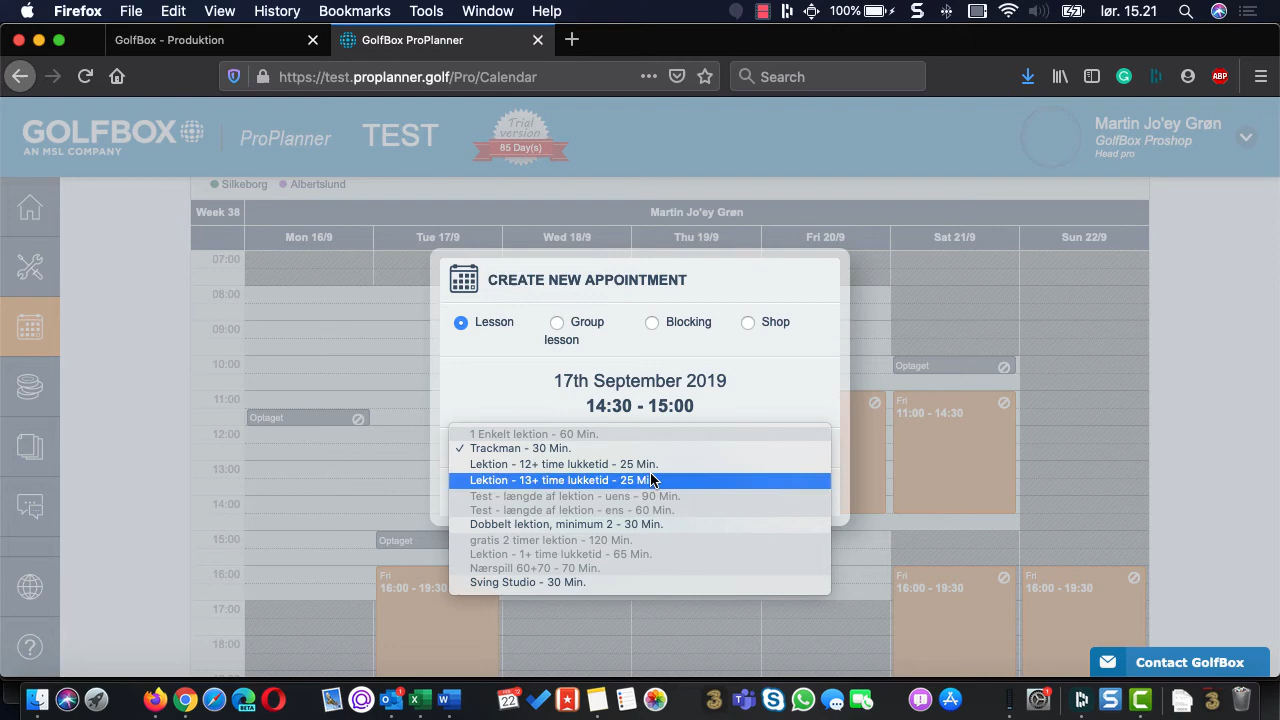 Firefox File Edit View History Bookmarks Tools Window Help 100% lør. 15.21
GolfBox - Produktion
GolfBox ProPlanner
https://test.proplanner.golf/Pro/Calendar
Search
ABP
GOLFBOX
AN MSL COMPANY
ProPlanner
TEST
Trial
version
85 Day(s)
Martin Jo'ey Grøn
GolfBox Proshop
Head pro
Silkeborg Albertslund
Week 38 Martin Jo'ey Grøn
Mon 16/9 Tue 17/9 Wed 18/9 Thu 19/9 Fri 20/9 Sat 21/9 Sun 22/9
07:00
08:00
09:00
10:00
11:00
12:00
13:00
14:00
15:00
16:00
17:00
18:00
Optaget
Optaget
Fri
16:00 - 19:30
Optaget
Fri
11:00 - 14:30
Fri
16:00 - 19:30
Fri
16:00 - 19:30
CREATE NEW APPOINTMENT
Lesson
Group
lesson
Blocking
Shop
17th September 2019
14:30 - 15:00
1 Enkelt lektion - 60 Min.
✓ Trackman - 30 Min.
Lektion - 12+ time lukketid - 25 Min.
Lektion - 13+ time lukketid - 25 Min.
Test - længde af lektion - uens - 90 Min.
Test - længde af lektion - ens - 60 Min.
Dobbelt lektion, minimum 2 - 30 Min.
gratis 2 timer lektion - 120 Min.
Lektion - 1+ time lukketid - 65 Min.
Nærspill 60+70 - 70 Min.
Sving Studio - 30 Min.
Contact GolfBox